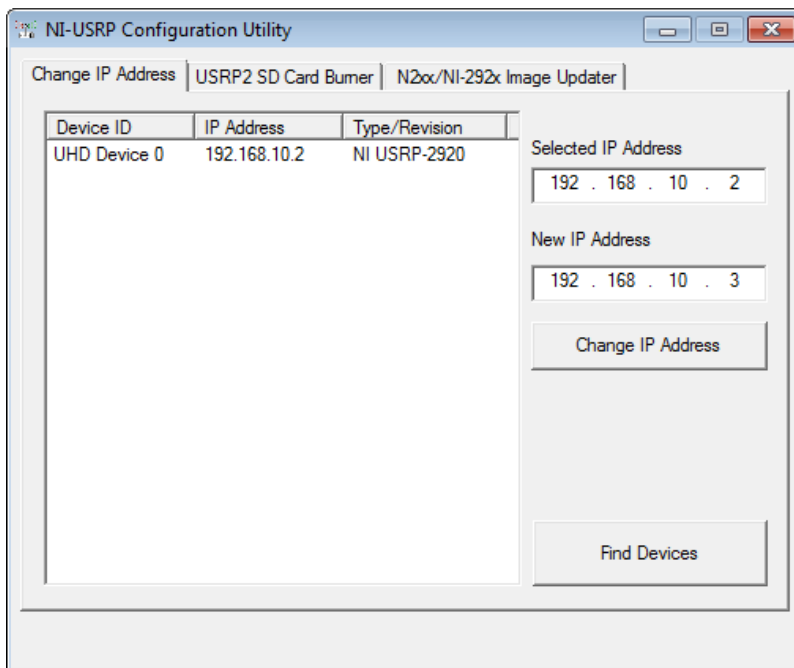 NI-USRP Configuration Utility
Change IP Address USRP2 SD Card Burner N2xx/NI-292x Image Updater
Device ID IP Address Type/Revision
UHD Device 0 192.168.10.2 NI USRP-2920
Selected IP Address
192 . 168 . 10 . 2
New IP Address
192 . 168 . 10 . 3
Change IP Address
Find Devices